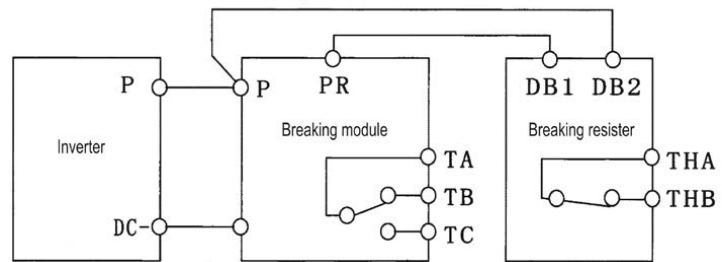 P P PR DB1 DB2
Inverter
Breaking module
Breaking resister
TA
THA
TB
THB
DC-
TC